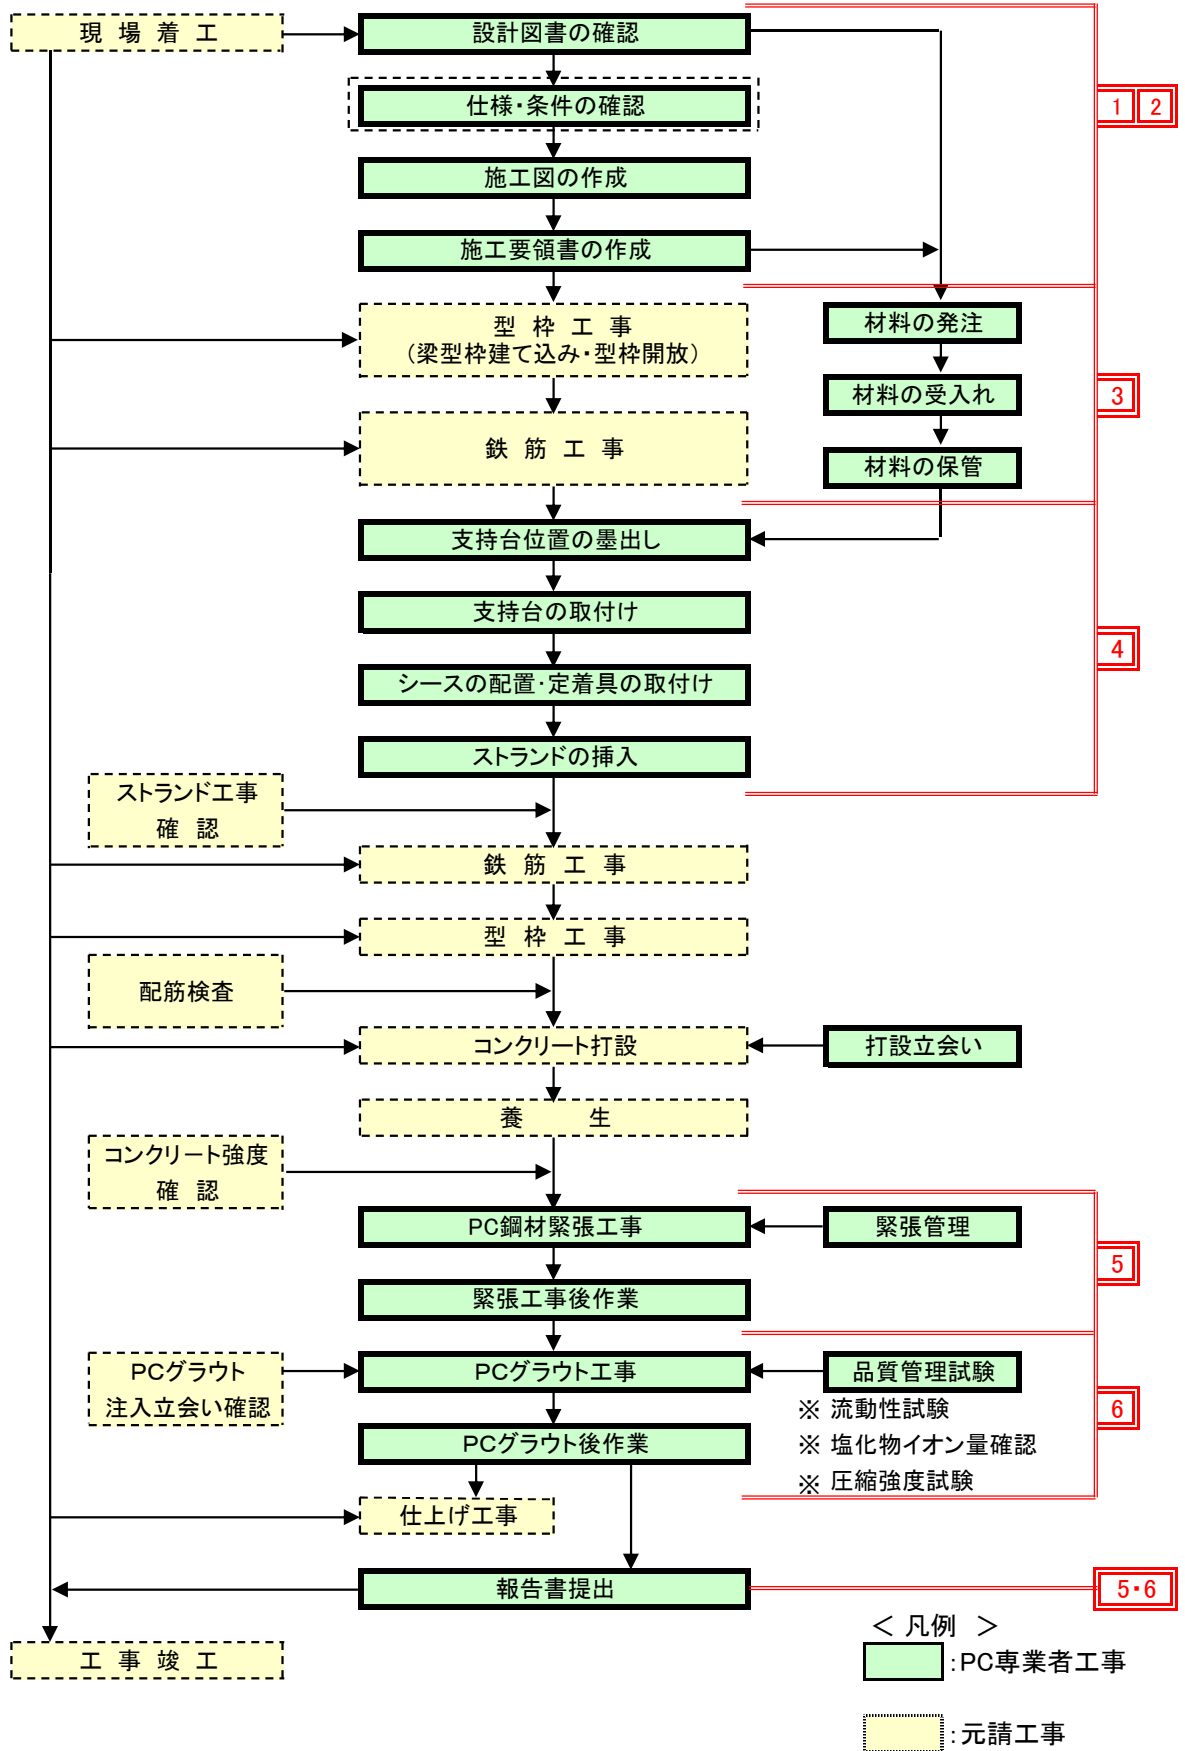 現場着工
設計図書の確認
仕様・条件の確認
1 2
施工図の作成
施工要領書の作成
型枠工事
（梁型枠建て込み・型枠開放）
材料の発注
材料の受入れ
3
鉄筋工事
材料の保管
支持台位置の墨出し
支持台の取付け
4
シースの配置・定着具の取付け
ストランドの挿入
ストランド工事
確認
鉄筋工事
型枠工事
配筋検査
コンクリート打設
打設立会い
養生
コンクリート強度
確認
PC鋼材緊張工事
緊張管理
5
緊張工事後作業
PCグラウト
注入立会い確認
PCグラウト工事
品質管理試験
※ 流動性試験
6
PCグラウト後作業
※ 塩化物イオン量確認
※ 圧縮強度試験
仕上げ工事
報告書提出
5・6
＜ 凡例 ＞
工事竣工
:PC専業者工事
:元請工事